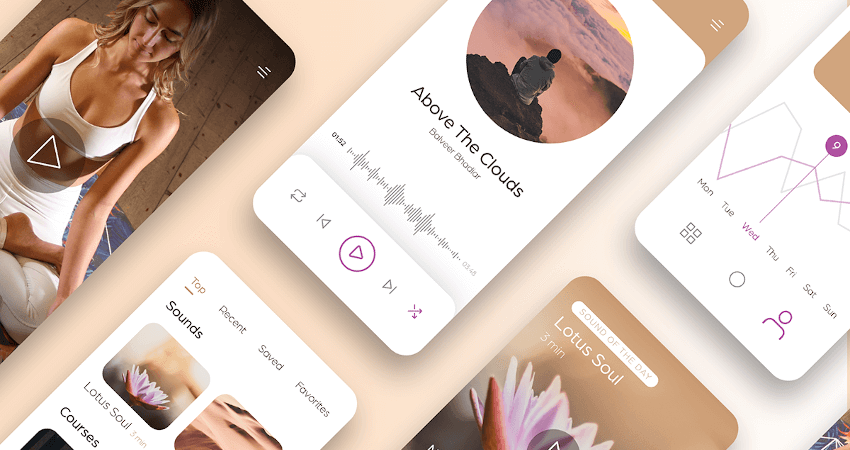 Above The Clouds
Balveer Bhadiar
01:52
03:48
Mon
Tue
Wed
Thu
Fri
Sat
Sun
9
Top
Recent
Saved
Favorites
Sounds
Lotus Soul 3 min
Courses
SOUND OF THE DAY
Lotus Soul
3 min